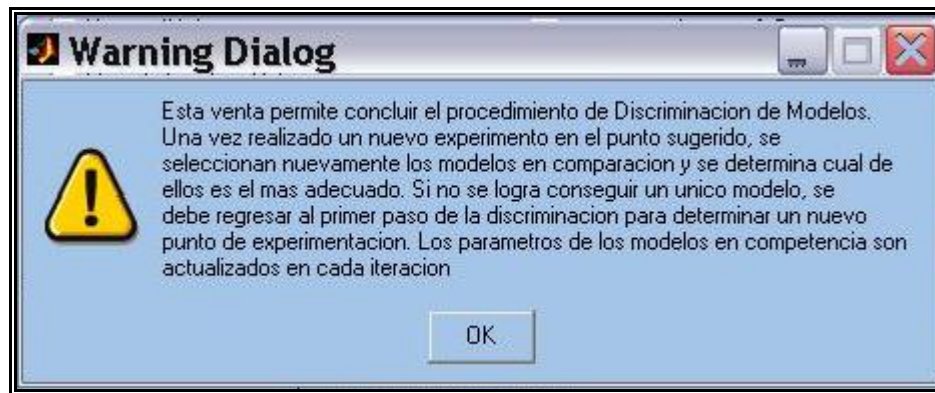 Warning Dialog
Esta venta permite concluir el procedimiento de Discriminacion de Modelos.
Una vez realizado un nuevo experimento en el punto sugerido, se
seleccionan nuevamente los modelos en comparacion y se determina cual de
ellos es el mas adecuado. Si no se logra conseguir un unico modelo, se
debe regresar al primer paso de la discriminacion para determinar un nuevo
punto de experimentacion. Los parametros de los modelos en competencia son
actualizados en cada iteracion
OK